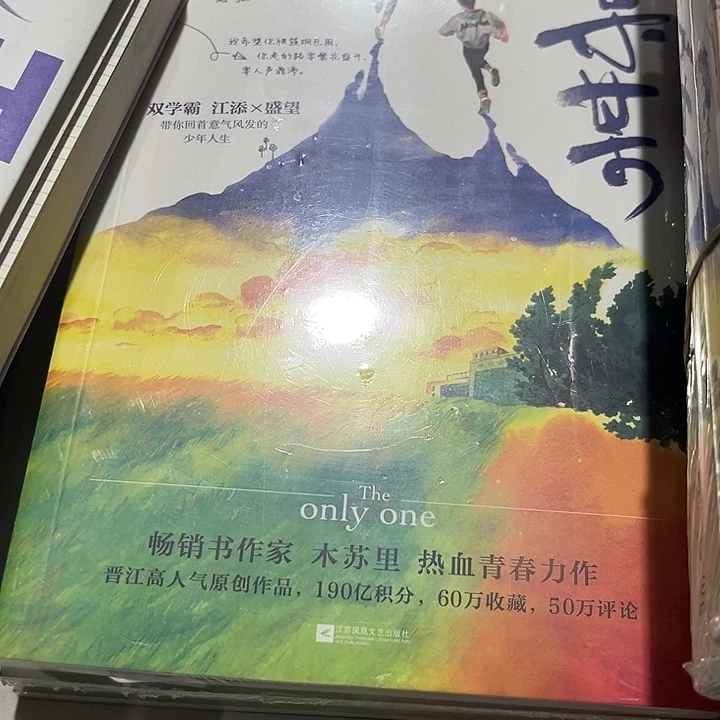 我希望你被簇拥包围，
你走的路要繁花盛开，
要人声鼎沸。
双学霸 江添×盛望
带你回首意气风发的
少年人生
The
only one
畅销书作家 木苏里 热血青春力作
晋江高人气原创作品，190亿积分，60万收藏，50万评论
江苏凤凰文艺出版社